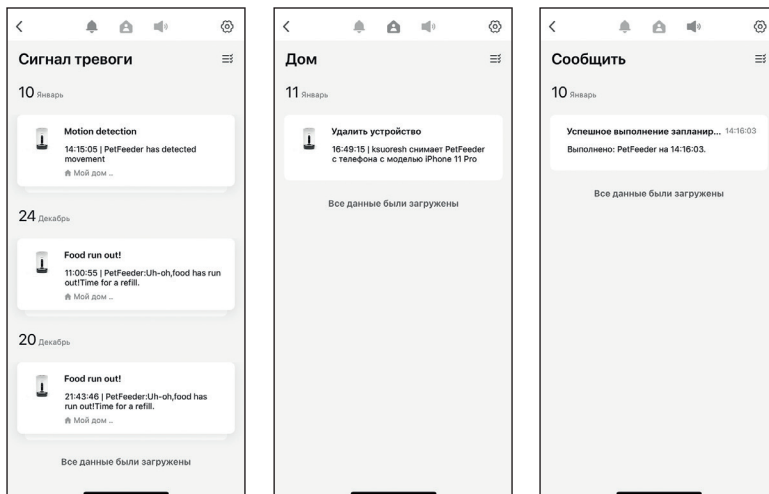 Сигнал тревоги
10 Январь
Motion detection
14:15:05 | PetFeeder has detected
movement
Мой дом ..
24 Декабрь
Food run out!
11:00:55 | PetFeeder:Uh-oh,food has run
out!Time for a refill.
Мой дом ..
20 Декабрь
Food run out!
21:43:46 | PetFeeder:Uh-oh,food has
run out!Time for a refill.
Мой дом ..
Все данные были загружены
Дом
11 Январь
Удалить устройство
16:49:15 | ksuoresh снимает PetFeeder
с телефона с моделью iPhone 11 Pro
Все данные были загружены
Сообщить
10 Январь
Успешное выполнение запланир... 14:16:03
Выполнено: PetFeeder на 14:16:03.
Все данные были загружены